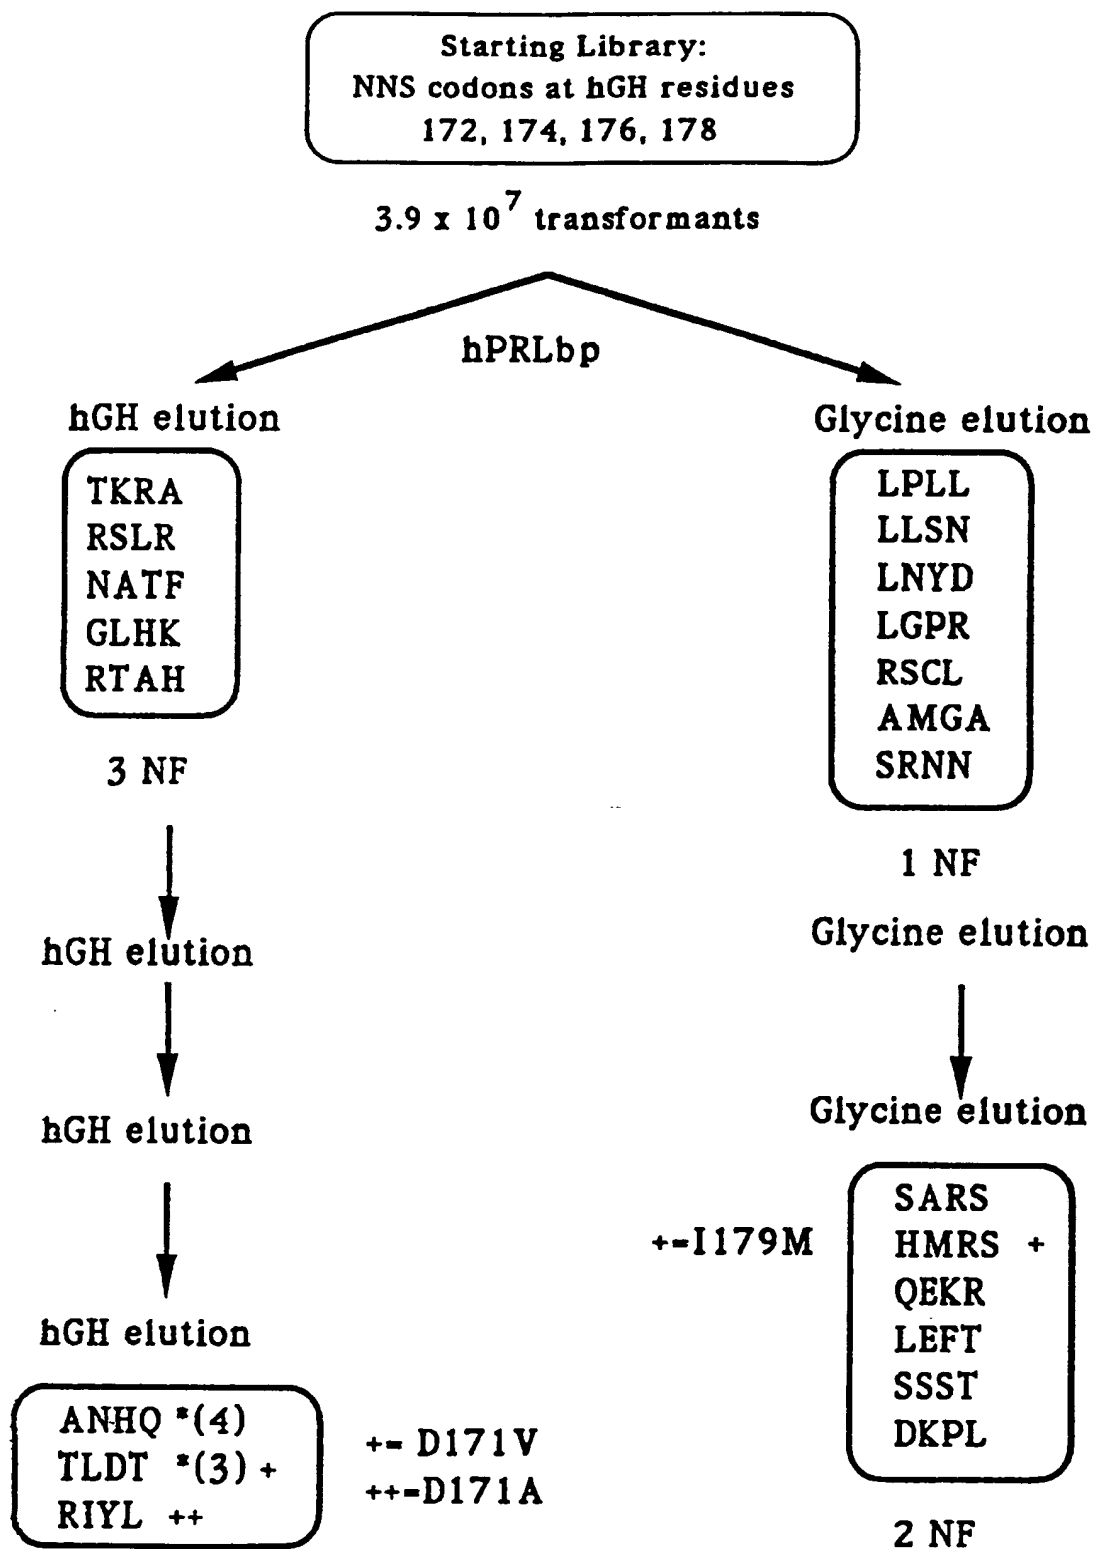 Starting Library:
NNS codons at hGH residues
172, 174, 176, 178
3.9 x 10^7 transformants
hPRLbp
hGH elution
TKRA
RSLR
NATF
GLHK
RTAH
3 NF
hGH elution
hGH elution
hGH elution
ANHQ *(4)
TLDT *(3) +
RIYL ++
+= D171V
++=D171A
Glycine elution
LPLL
LLSN
LNYD
LGPR
RSCL
AMGA
SRNN
1 NF
Glycine elution
Glycine elution
+=I179M
SARS
HMRS +
QEKR
LEFT
SSST
DKPL
2 NF